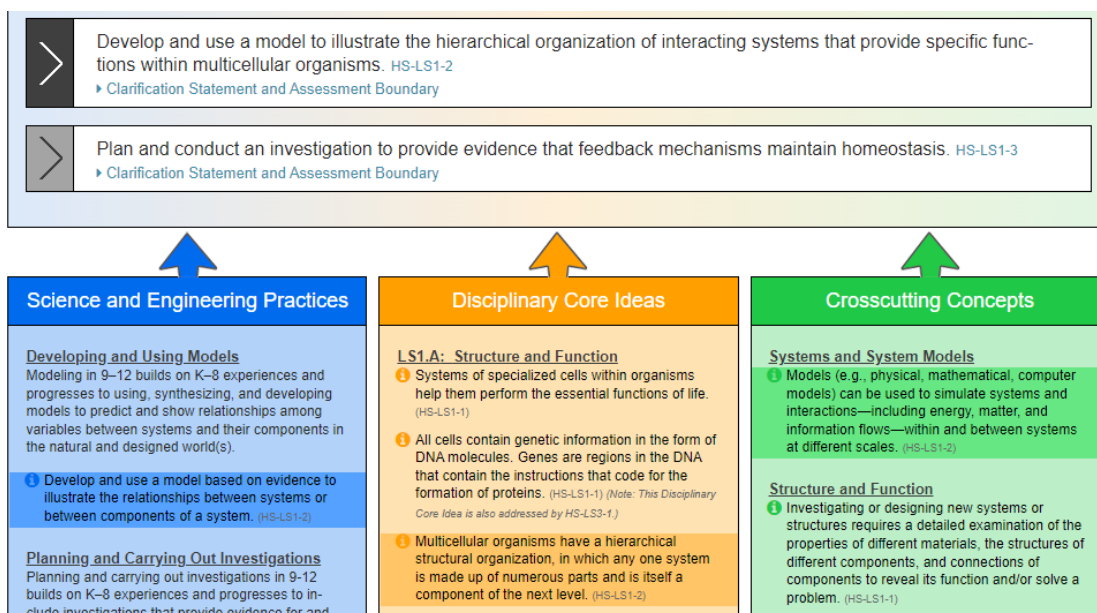 Develop and use a model to illustrate the hierarchical organization of interacting systems that provide specific func-
tions within multicellular organisms. HS-LS1-2
Clarification Statement and Assessment Boundary
Plan and conduct an investigation to provide evidence that feedback mechanisms maintain homeostasis. HS-LS1-3
Clarification Statement and Assessment Boundary
Science and Engineering Practices
Developing and Using Models
Modeling in 9–12 builds on K–8 experiences and
progresses to using, synthesizing, and developing
models to predict and show relationships among
variables between systems and their components in
the natural and designed world(s).
Develop and use a model based on evidence to
illustrate the relationships between systems or
between components of a system. (HS-LS1-2)
Planning and Carrying Out Investigations
Planning and carrying out investigations in 9-12
builds on K–8 experiences and progresses to in-
clude investigations that provide evidence for and
Disciplinary Core Ideas
LS1.A: Structure and Function
Systems of specialized cells within organisms
help them perform the essential functions of life.
(HS-LS1-1)
All cells contain genetic information in the form of
DNA molecules. Genes are regions in the DNA
that contain the instructions that code for the
formation of proteins. (HS-LS1-1) (Note: This Disciplinary
Core Idea is also addressed by HS-LS3-1.)
Multicellular organisms have a hierarchical
structural organization, in which any one system
is made up of numerous parts and is itself a
component of the next level. (HS-LS1-2)
Crosscutting Concepts
Systems and System Models
Models (e.g., physical, mathematical, computer
models) can be used to simulate systems and
interactions—including energy, matter, and
information flows—within and between systems
at different scales. (HS-LS1-2)
Structure and Function
Investigating or designing new systems or
structures requires a detailed examination of the
properties of different materials, the structures of
different components, and connections of
components to reveal its function and/or solve a
problem. (HS-LS1-1)